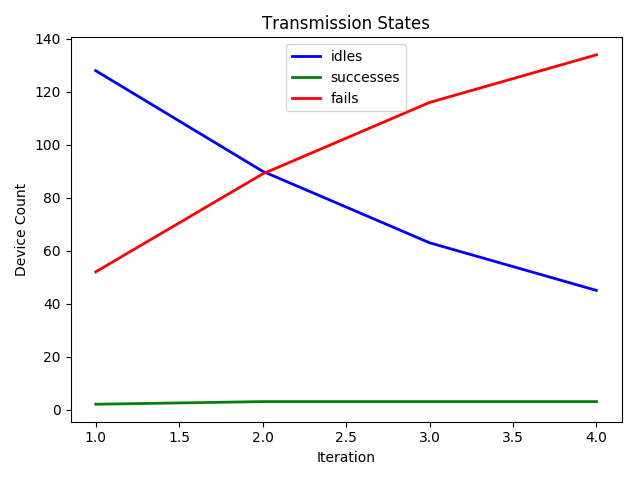 Transmission States
idles
successes
fails
Device Count
140
120
100
80
60
40
20
0
1.0 1.5 2.0 2.5 3.0 3.5 4.0
Iteration